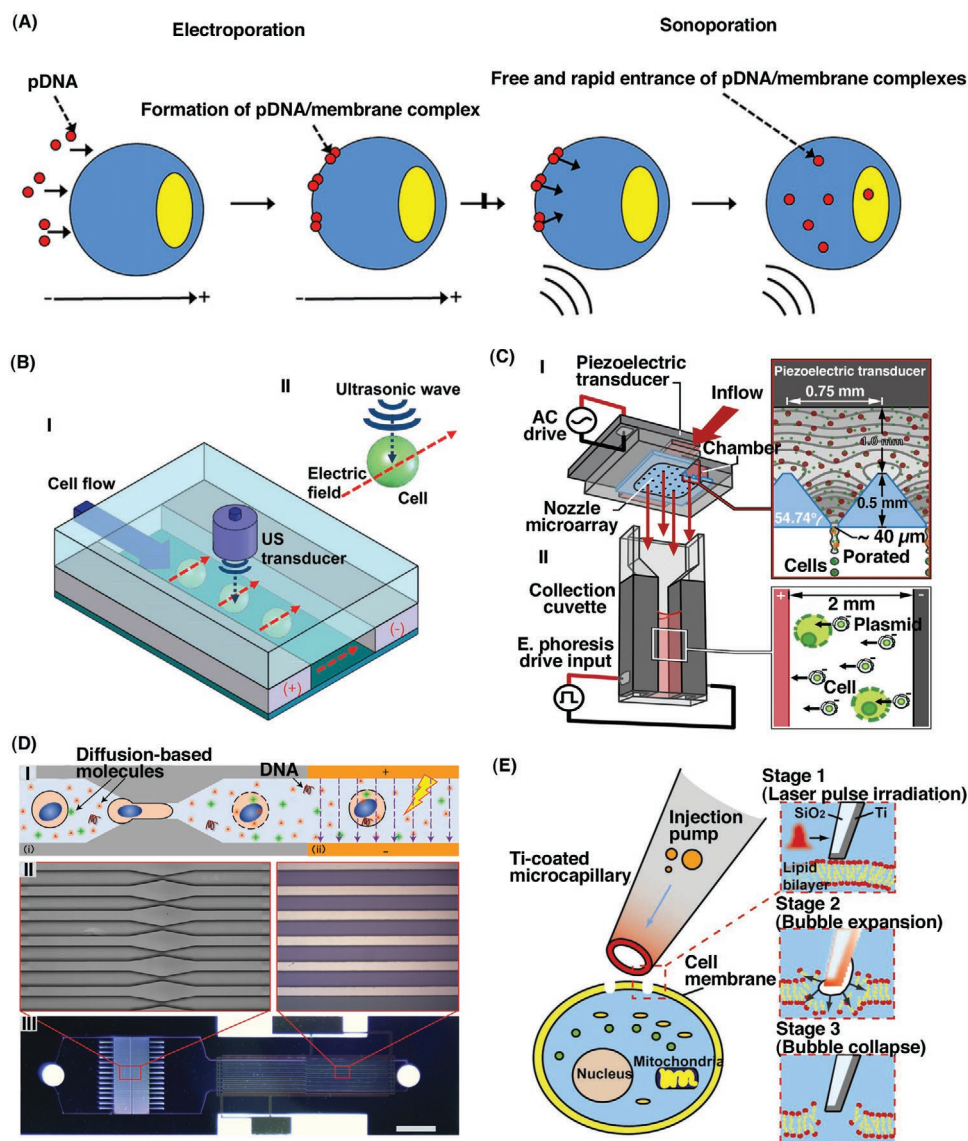 (A)
Electroporation
Sonoporation
pDNA
Formation of pDNA/membrane complex
Free and rapid entrance of pDNA/membrane complexes
- +
- +
(B)
I
II
Ultrasonic wave
Electric
field
Cell
Cell flow
US
transducer
(+)
(-)
(C)
I
Piezoelectric
transducer
Inflow
AC
drive
Chamber
Nozzle
microarray
Piezoelectric transducer
0.75 mm
1.0 mm
0.5 mm
54.74°
~ 40 μm
Porated
Cells
II
Collection
cuvette
E. phoresis
drive input
+ -
2 mm
Plasmid
Cell
(D)
I
Diffusion-based
molecules
DNA
+
(i)
(ii)
–
II
III
(E)
Ti-coated
microcapillary
Injection
pump
Cell
membrane
Nucleus
Mitochondria
Stage 1
(Laser pulse irradiation)
SiO2
Ti
Lipid
bilayer
Stage 2
(Bubble expansion)
Stage 3
(Bubble collapse)